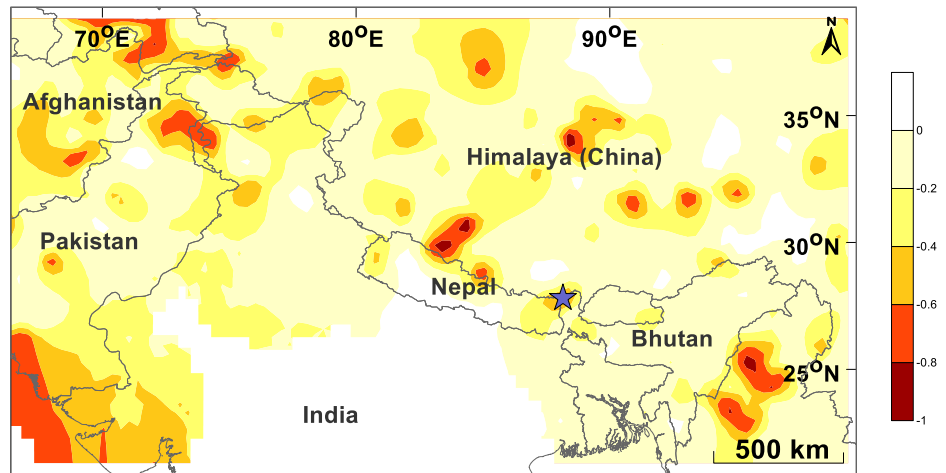 70°E 80°E 90°E N
Afghanistan
35°N
Himalaya (China)
Pakistan
30°N
Nepal
Bhutan
25°N
India
500 km
0
-0.2
-0.4
-0.6
-0.8
-1